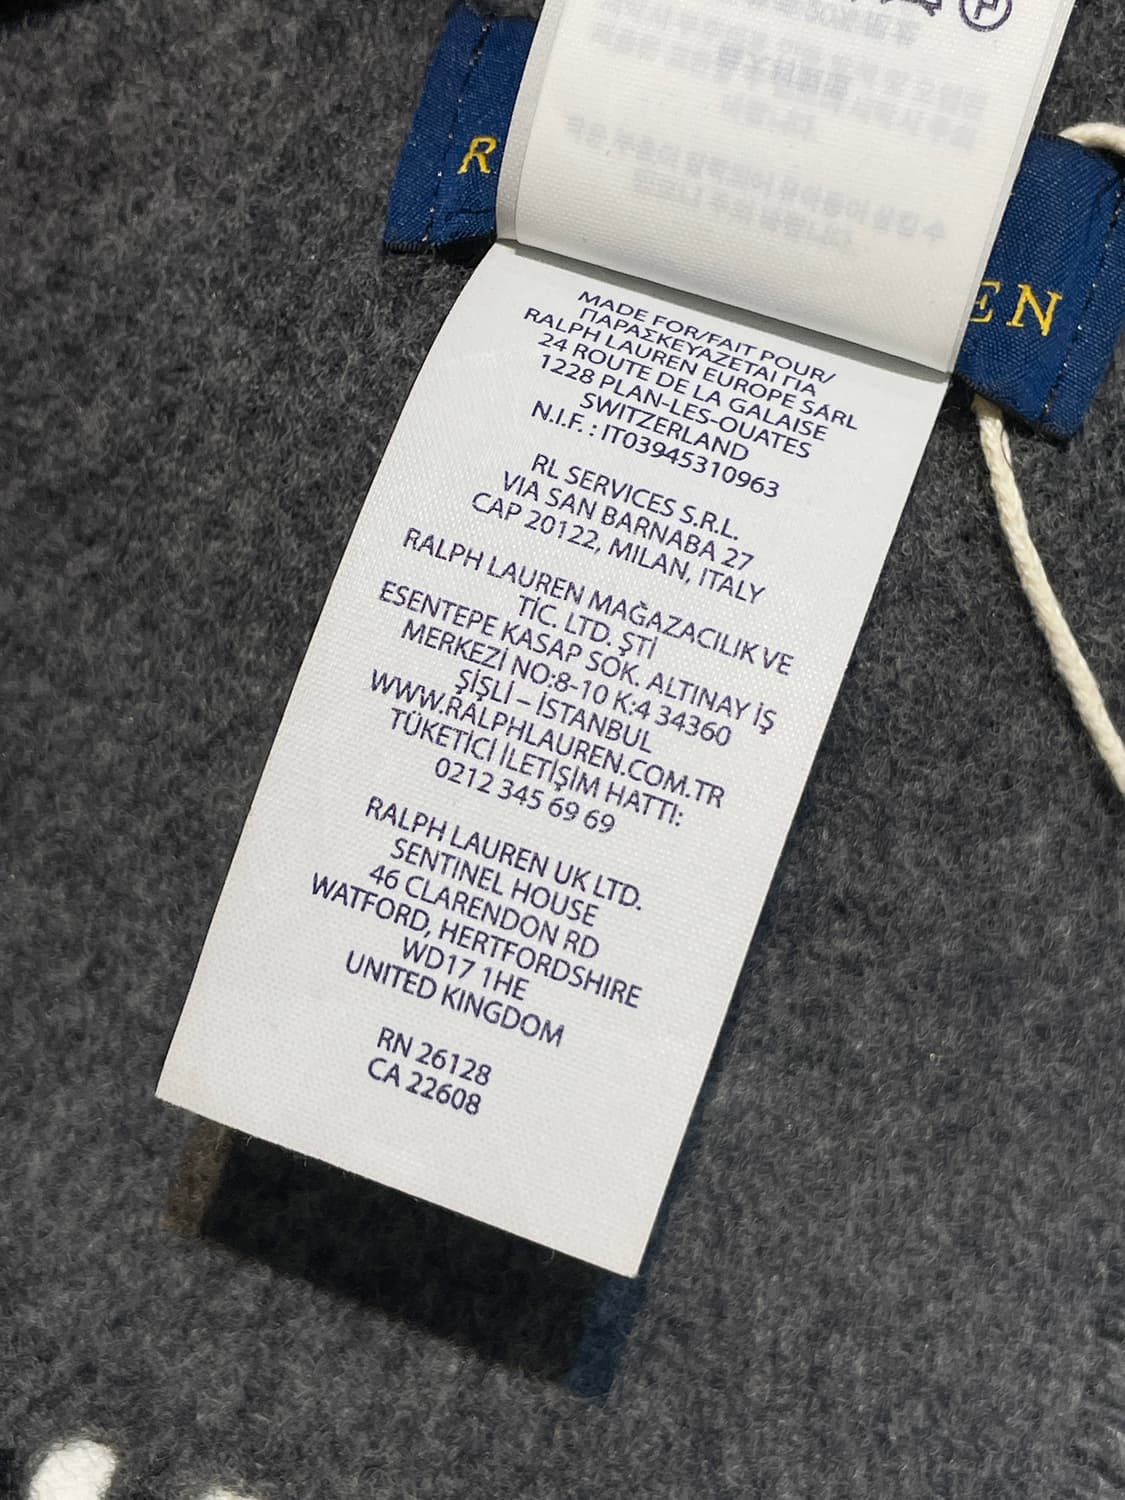 R
EN
MADE FOR/FAIT POUR/
ΠΑΡΑΣΚΕΥΑΖΕΤΑΙ ΓΙΑ
RALPH LAUREN EUROPE SÁRL
24 ROUTE DE LA GALAISE
1228 PLAN-LES-OUATES
SWITZERLAND
N.I.F. : IT03945310963
RL SERVICES S.R.L.
VIA SAN BARNABA 27
CAP 20122, MILAN, ITALY
RALPH LAUREN MAĞAZACILIK VE
TİC. LTD. ŞTİ
ESENTEPE KASAP SOK. ALTINAY İŞ
MERKEZİ NO:8-10 K:4 34360
ŞİŞLİ – İSTANBUL
WWW.RALPHLAUREN.COM.TR
TÜKETİCİ İLETİŞİM HATTI:
0212 345 69 69
RALPH LAUREN UK LTD.
SENTINEL HOUSE
46 CLARENDON RD
WATFORD, HERTFORDSHIRE
WD17 1HE
UNITED KINGDOM
RN 26128
CA 22608